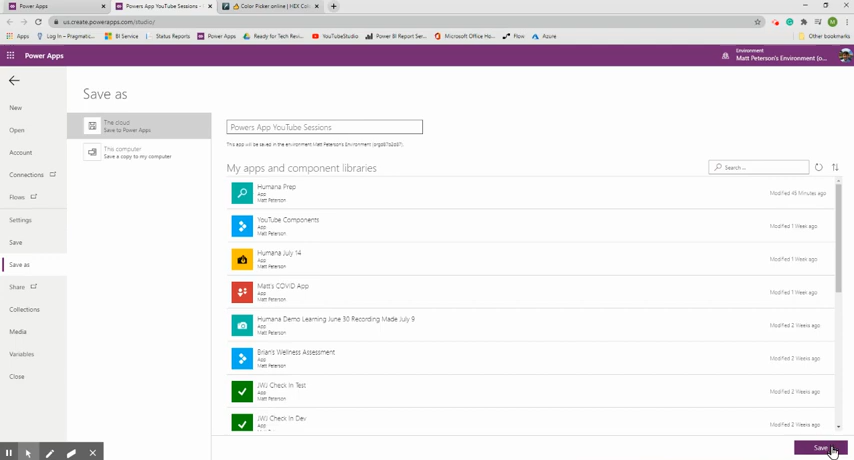 Power Apps
Powers App YouTube Sessions -
Color Picker online | HEX Col
us.create.powerapps.com/studio/
Apps
Log In – Pragmatic...
BI Service
Status Reports
Power Apps
Ready for Tech Rev...
YouTubeStudio
Power BI Report Ser...
Microsoft Office Ho...
Flow
Azure
Other bookmarks
Power Apps
Environment
Matt Peterson's Environment (o...
New
Open
Account
Connections
Flows
Settings
Save
Save as
Share
Collections
Media
Variables
Close
Save as
The cloud
Save to Power Apps
This computer
Save a copy to my computer
Powers App YouTube Sessions
My apps and component libraries
Search ...
Humana Prep
App
Matt Peterson
Modified 45 Minutes ago
YouTube Components
App
Matt Peterson
Modified 1 Week ago
Humana July 14
App
Matt Peterson
Modified 1 Week ago
Matt's COVID App
App
Matt Peterson
Modified 1 Week ago
Humana Demo Learning June 30 Recording Made July 9
App
Matt Peterson
Modified 2 Weeks ago
Brian's Wellness Assessment
App
Matt Peterson
Modified 2 Weeks ago
JWJ Check In Test
App
Matt Peterson
Modified 2 Weeks ago
JWJ Check In Dev
App
Matt Peterson
Modified 2 Weeks ago
Save